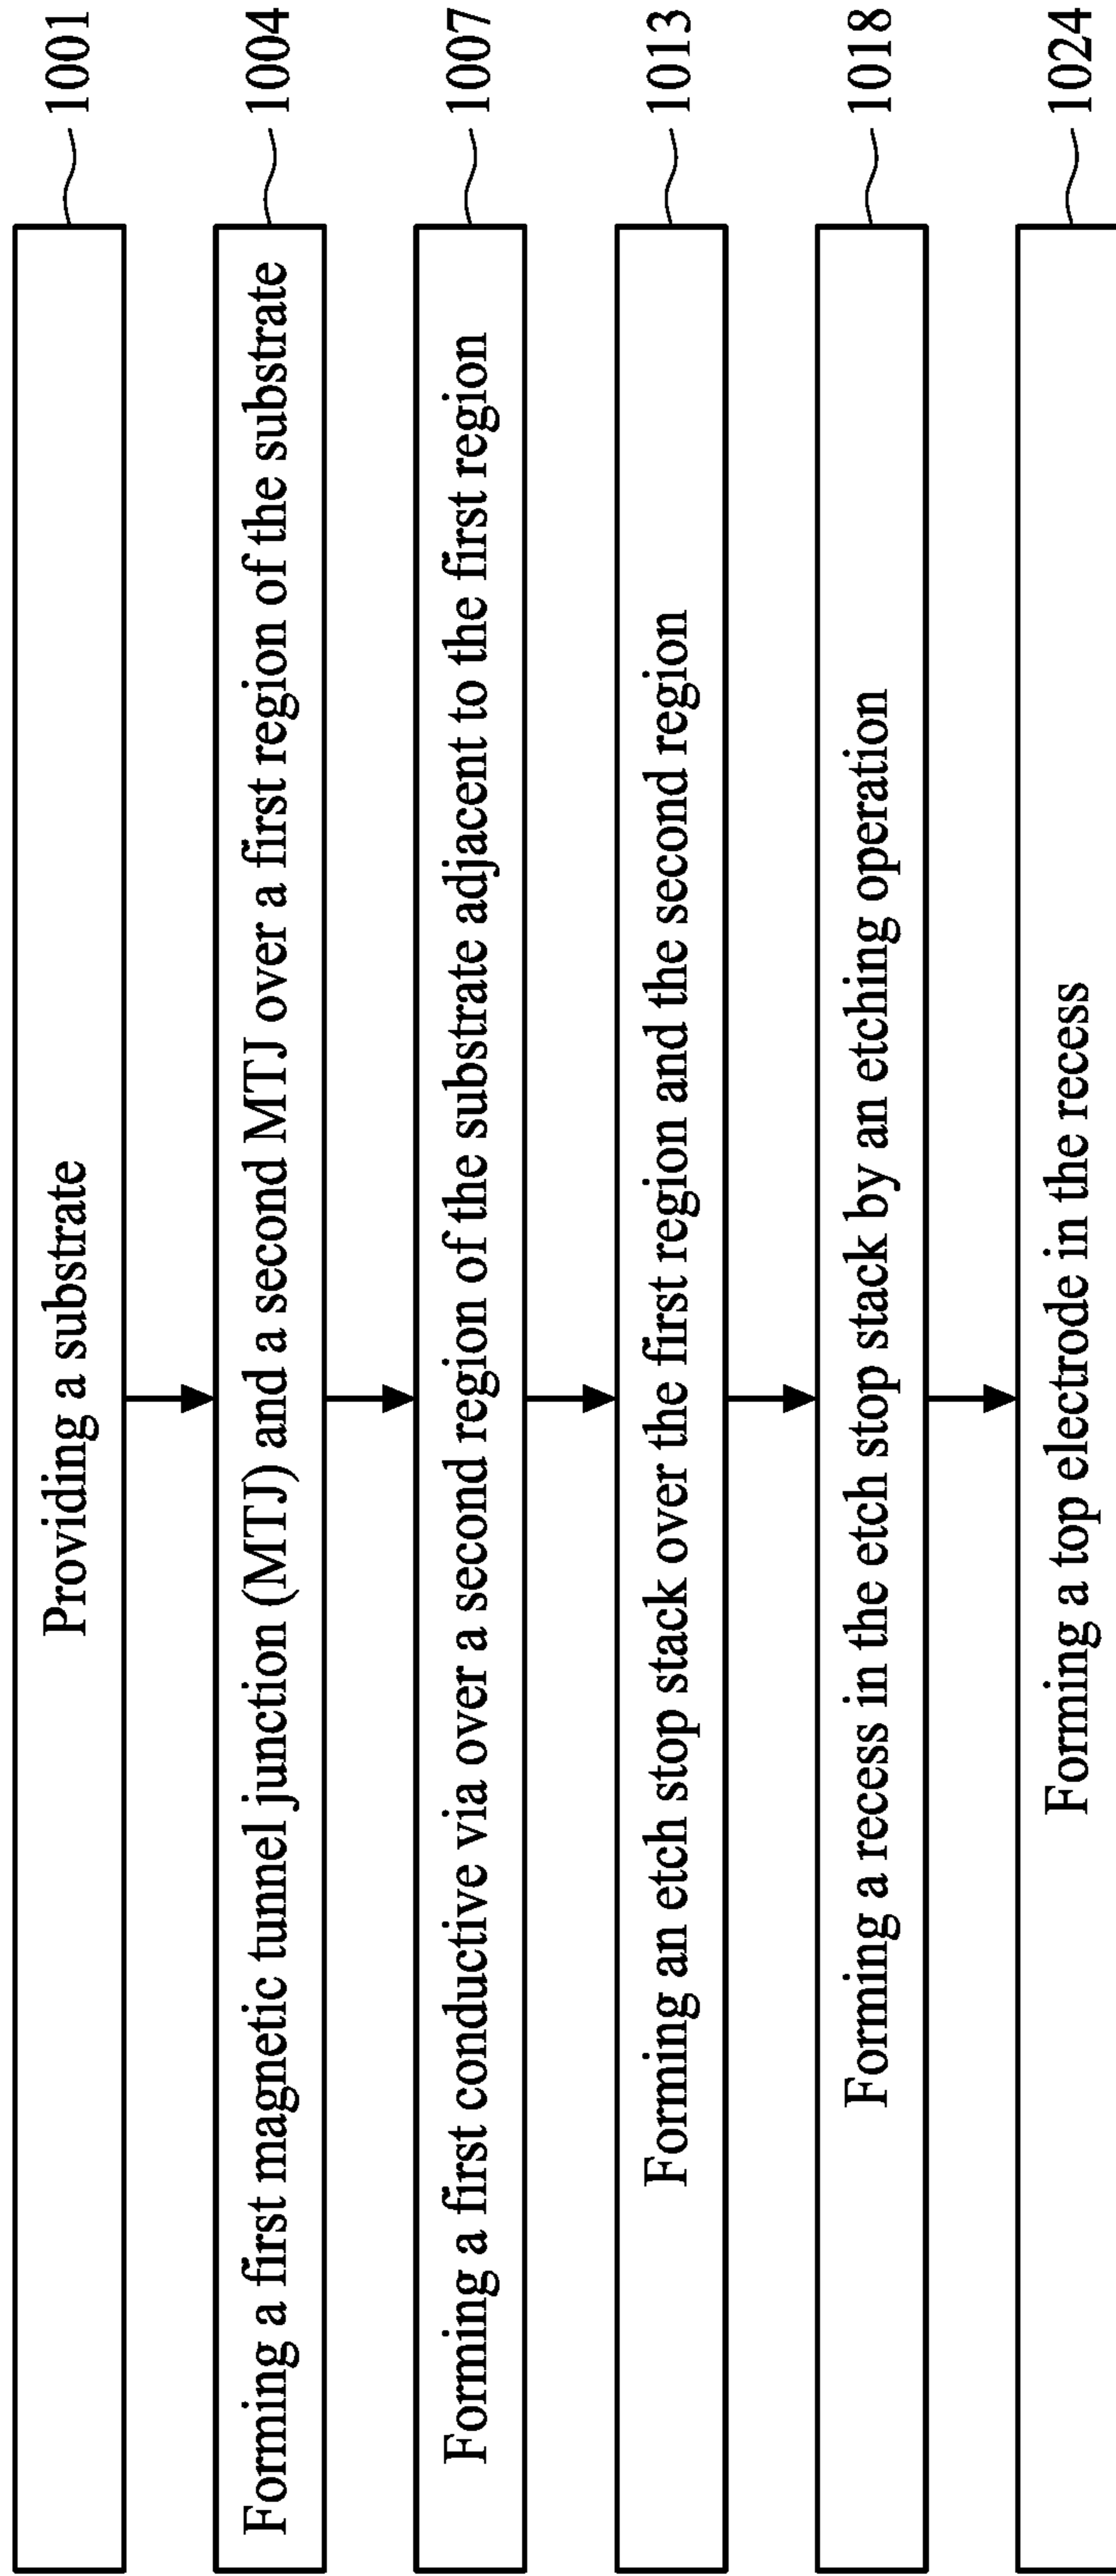 Providing a substrate 1001
Forming a first magnetic tunnel junction (MTJ) and a second MTJ over a first region of the substrate 1004
Forming a first conductive via over a second region of the substrate adjacent to the first region 1007
Forming an etch stop stack over the first region and the second region 1013
Forming a recess in the etch stop stack by an etching operation 1018
Forming a top electrode in the recess 1024